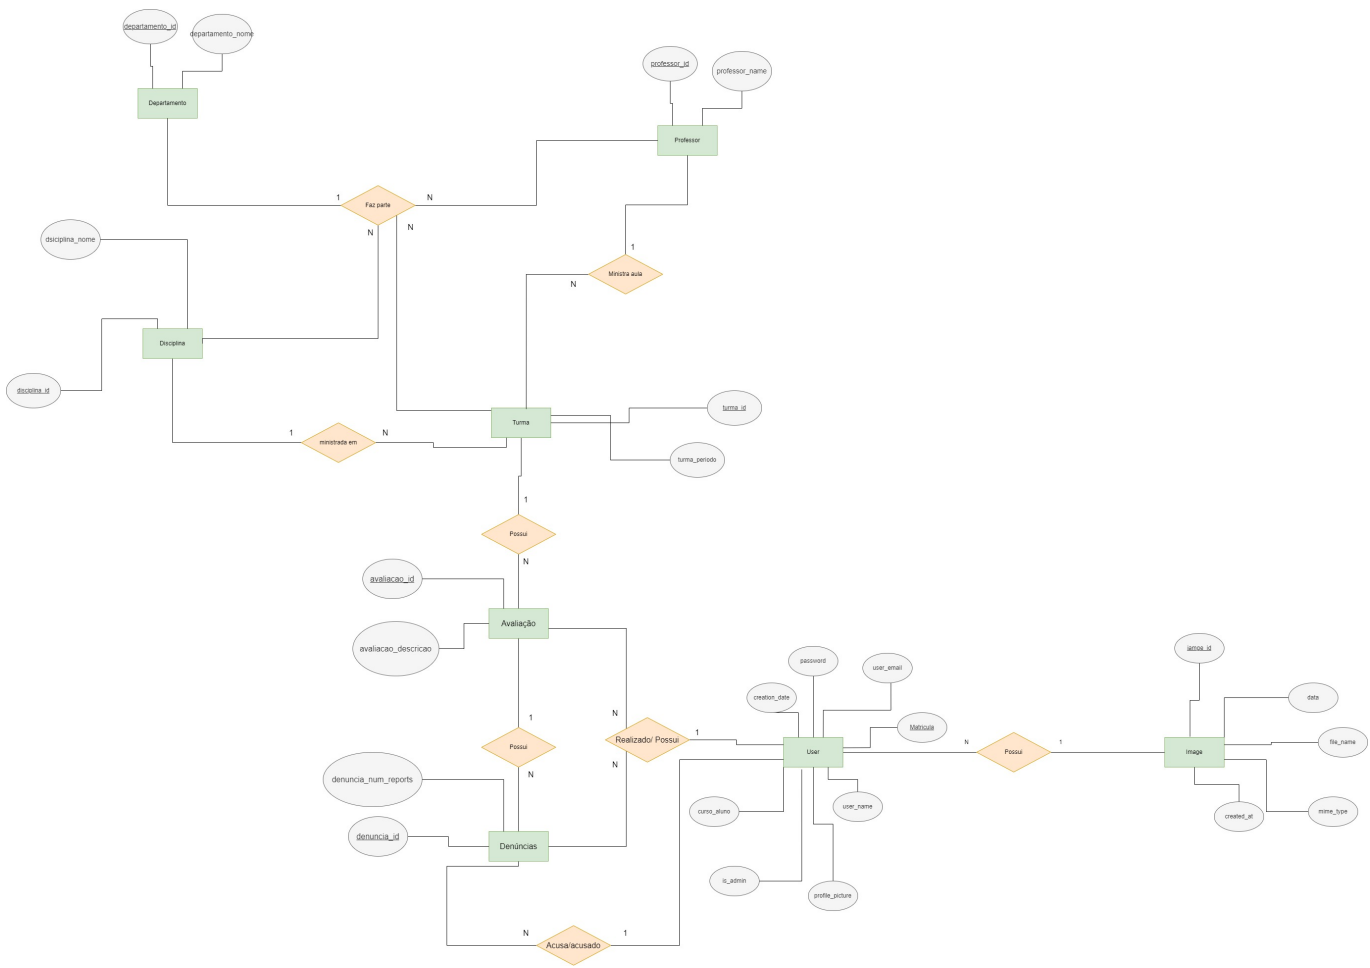 departamento_id
departamento_nome
Departamento
professor_id
professor_name
Professor
1
Faz parte
N
N
N
dsiciplina_nome
1
Ministra aula
N
Disciplina
disciplina_id
turma_id
Turma
turma_periodo
1
ministrada em
N
1
Possui
N
avaliacao_id
Avaliação
avaliacao_descricao
password
user_email
creation_date
Matricula
iamge_id
data
file_name
1
Possui
N
N
Realizado/ Possui
1
N
User
N
Possui
1
Image
denuncia_num_reports
curso_aluno
user_name
created_at
mime_type
denuncia_id
Denúncias
is_admin
profile_picture
N
Acusa/acusado
1